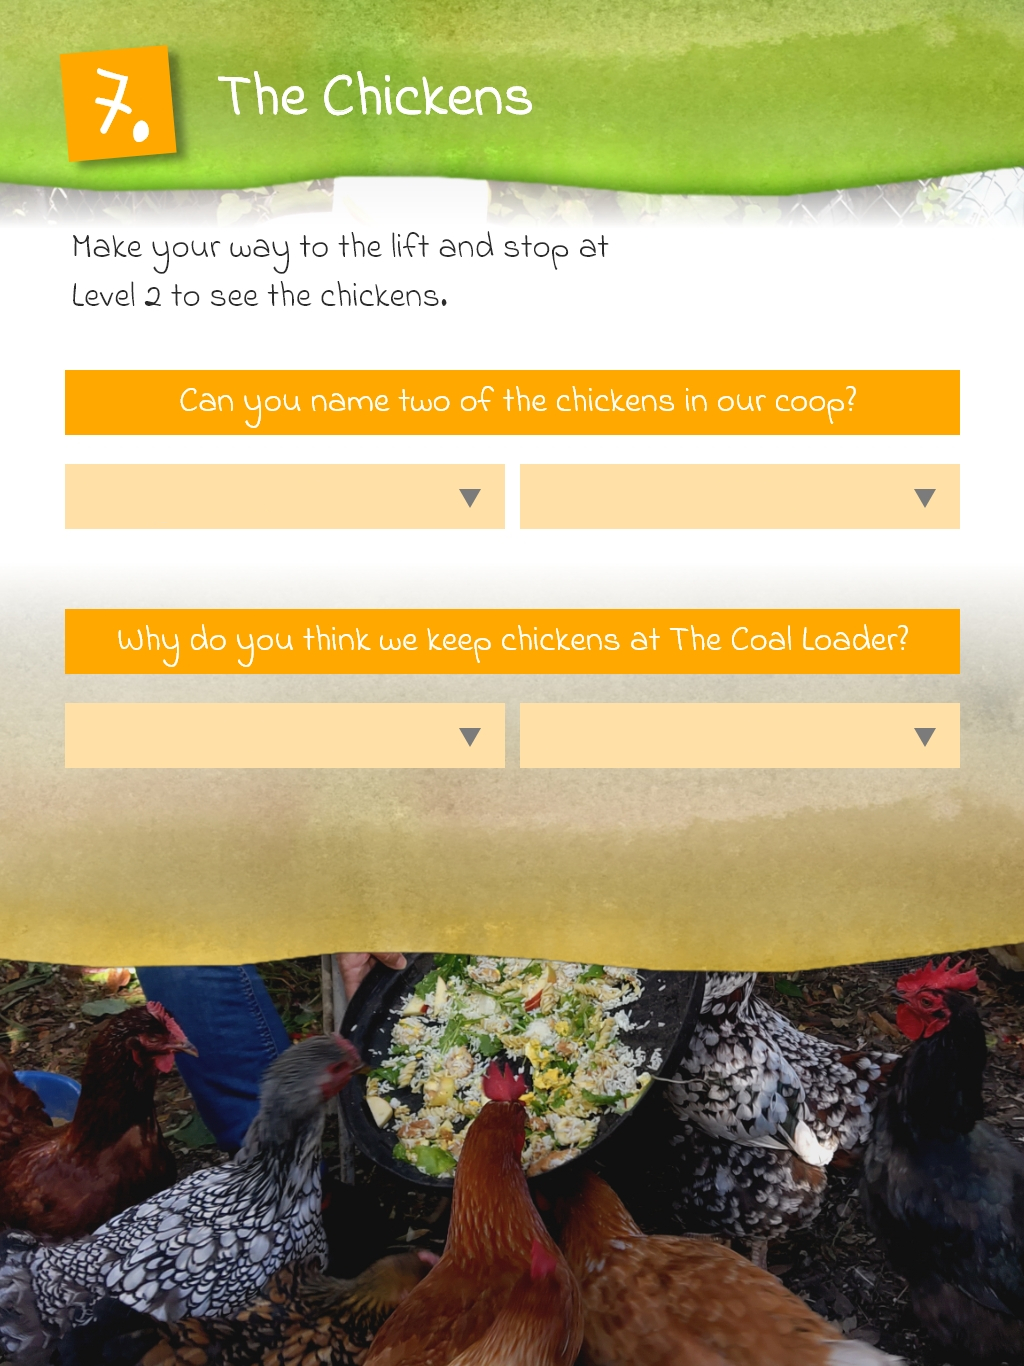 7.
The Chickens
Make your way to the lift and stop at
Level 2 to see the chickens.
Can you name two of the chickens in our coop?
Why do you think we keep chickens at The Coal Loader?